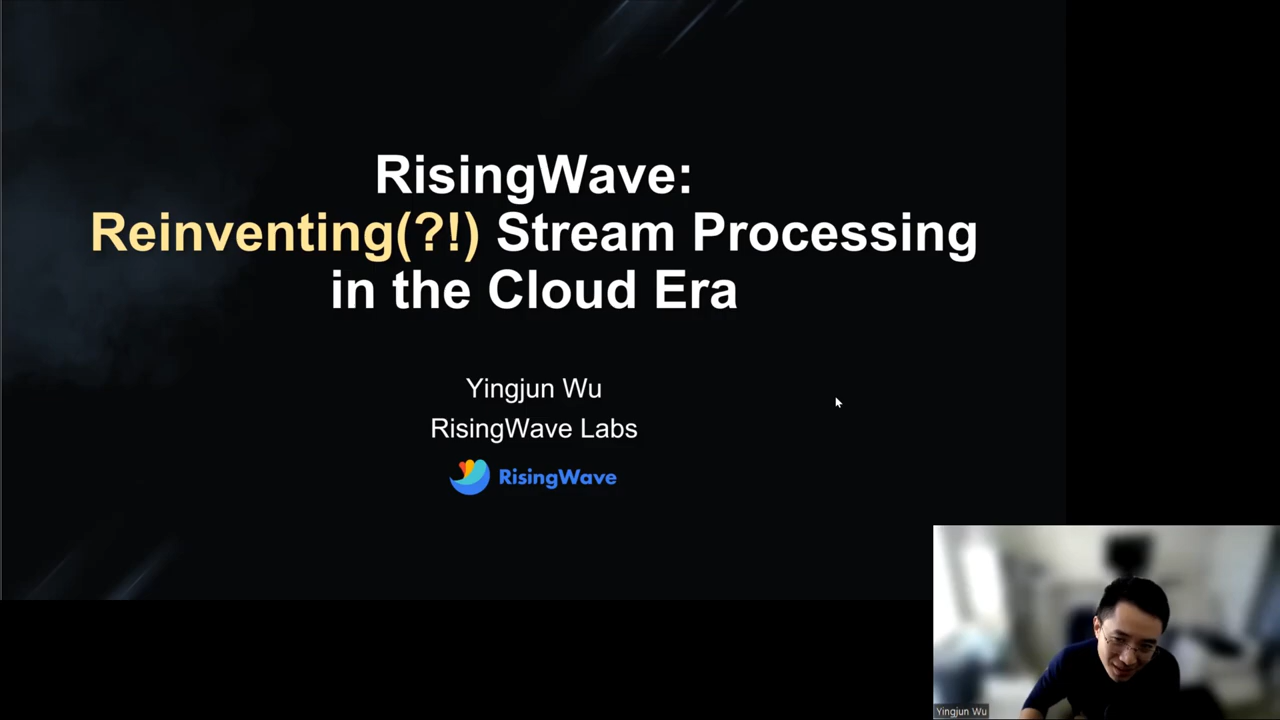 RisingWave:
Reinventing(?!) Stream Processing
in the Cloud Era
Yingjun Wu
RisingWave Labs
RisingWave
Yingjun Wu